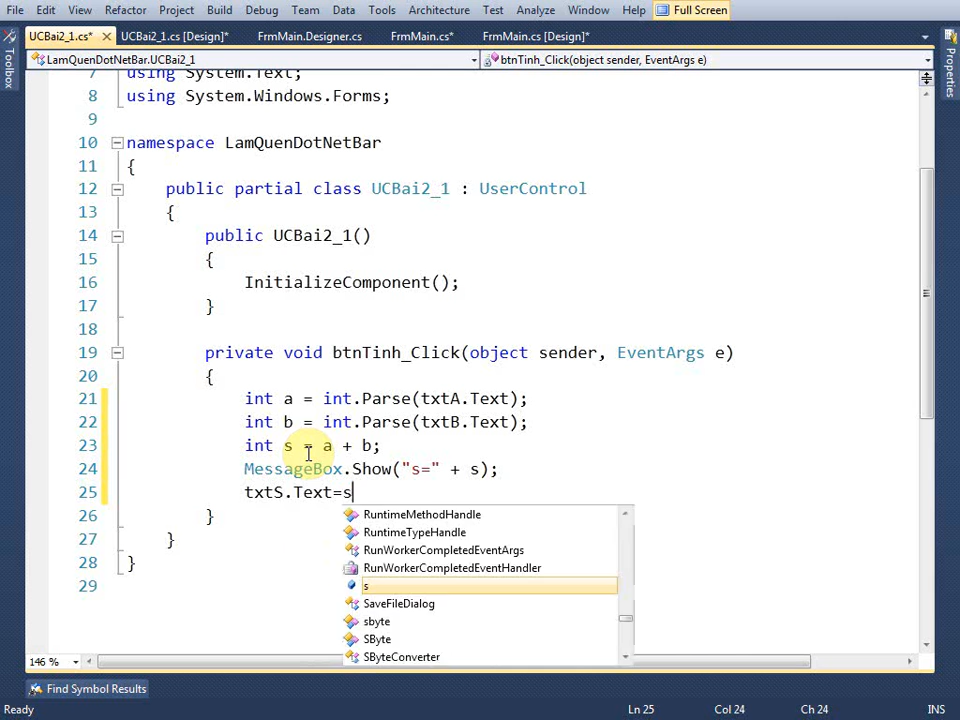 File Edit View Refactor Project Build Debug Team Data Tools Architecture Test Analyze Window Help Full Screen
UCBai2_1.cs* UCBai2_1.cs [Design]* FrmMain.Designer.cs FrmMain.cs* FrmMain.cs [Design]*
LamQuenDotNetBar.UCBai2_1 btnTinh_Click(object sender, EventArgs e)
Toolbox
Properties
7 using System.Text;
8 using System.Windows.Forms;
9
10 namespace LamQuenDotNetBar
11 {
12 public partial class UCBai2_1 : UserControl
13 {
14 public UCBai2_1()
15 {
16 InitializeComponent();
17 }
18
19 private void btnTinh_Click(object sender, EventArgs e)
20 {
21 int a = int.Parse(txtA.Text);
22 int b = int.Parse(txtB.Text);
23 int s = a + b;
24 MessageBox.Show("s=" + s);
25 txtS.Text=s
26 }
27 }
28 }
29
RuntimeMethodHandle
RuntimeTypeHandle
RunWorkerCompletedEventArgs
RunWorkerCompletedEventHandler
s
SaveFileDialog
sbyte
SByte
SByteConverter
146 %
Find Symbol Results
Ready Ln 25 Col 24 Ch 24 INS